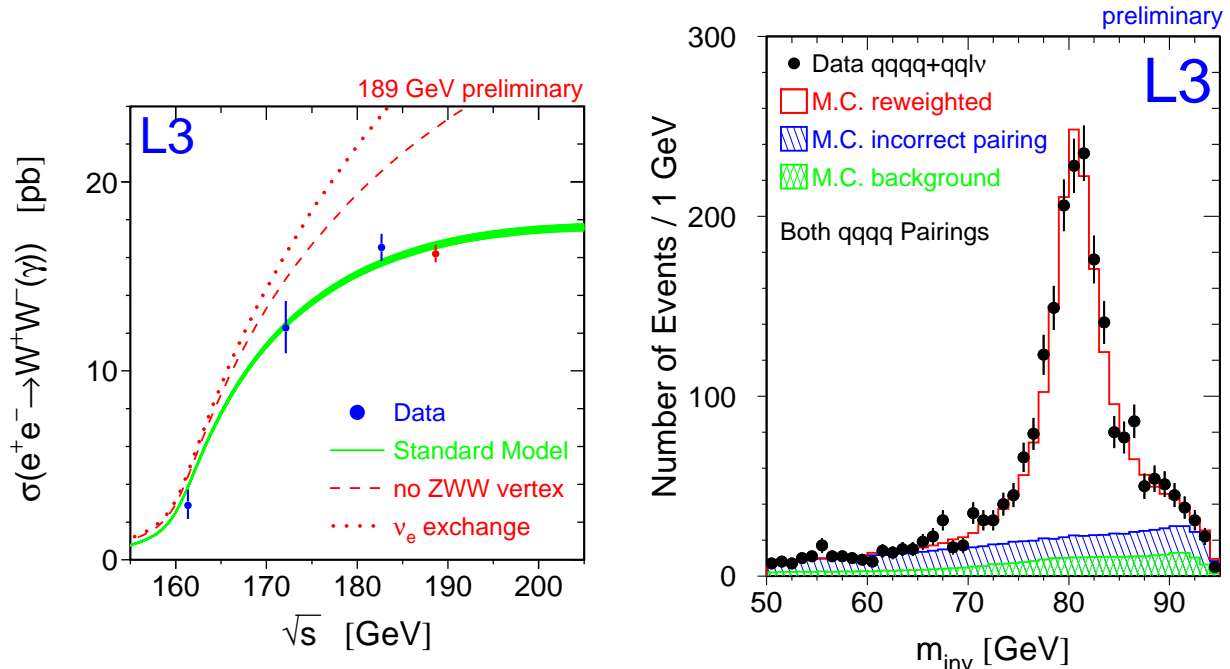 189 GeV preliminary
L3
σ(e⁺e⁻→W⁺W⁻(γ)) [pb]
20
10
0
Data
Standard Model
no ZWW vertex
νₑ exchange
160 170 180 190 200
√s [GeV]
preliminary
L3
Number of Events / 1 GeV
300
200
100
0
Data qqqq+qqlν
M.C. reweighted
M.C. incorrect pairing
M.C. background
Both qqqq Pairings
50 60 70 80 90
m_inv [GeV]